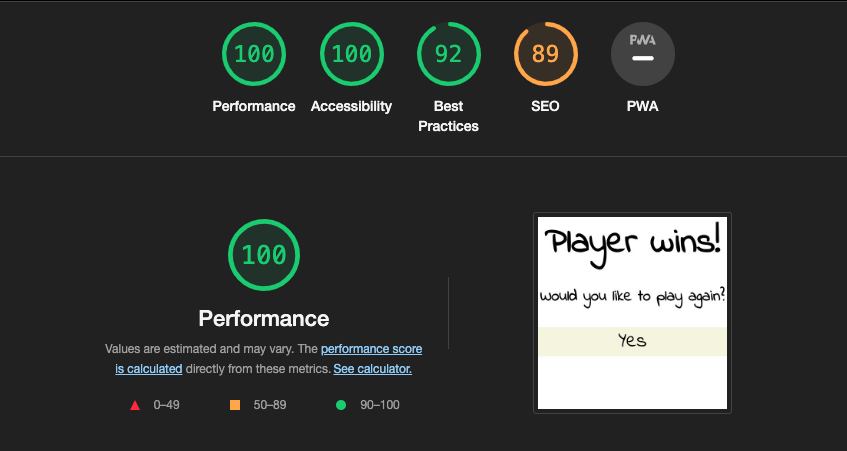 100
100
92
89
PWA
Performance
Accessibility
Best
Practices
SEO
PWA
100
Performance
Values are estimated and may vary. The performance score
is calculated directly from these metrics. See calculator.
0–49
50–89
90–100
Player wins!
would you like to play again?
Yes